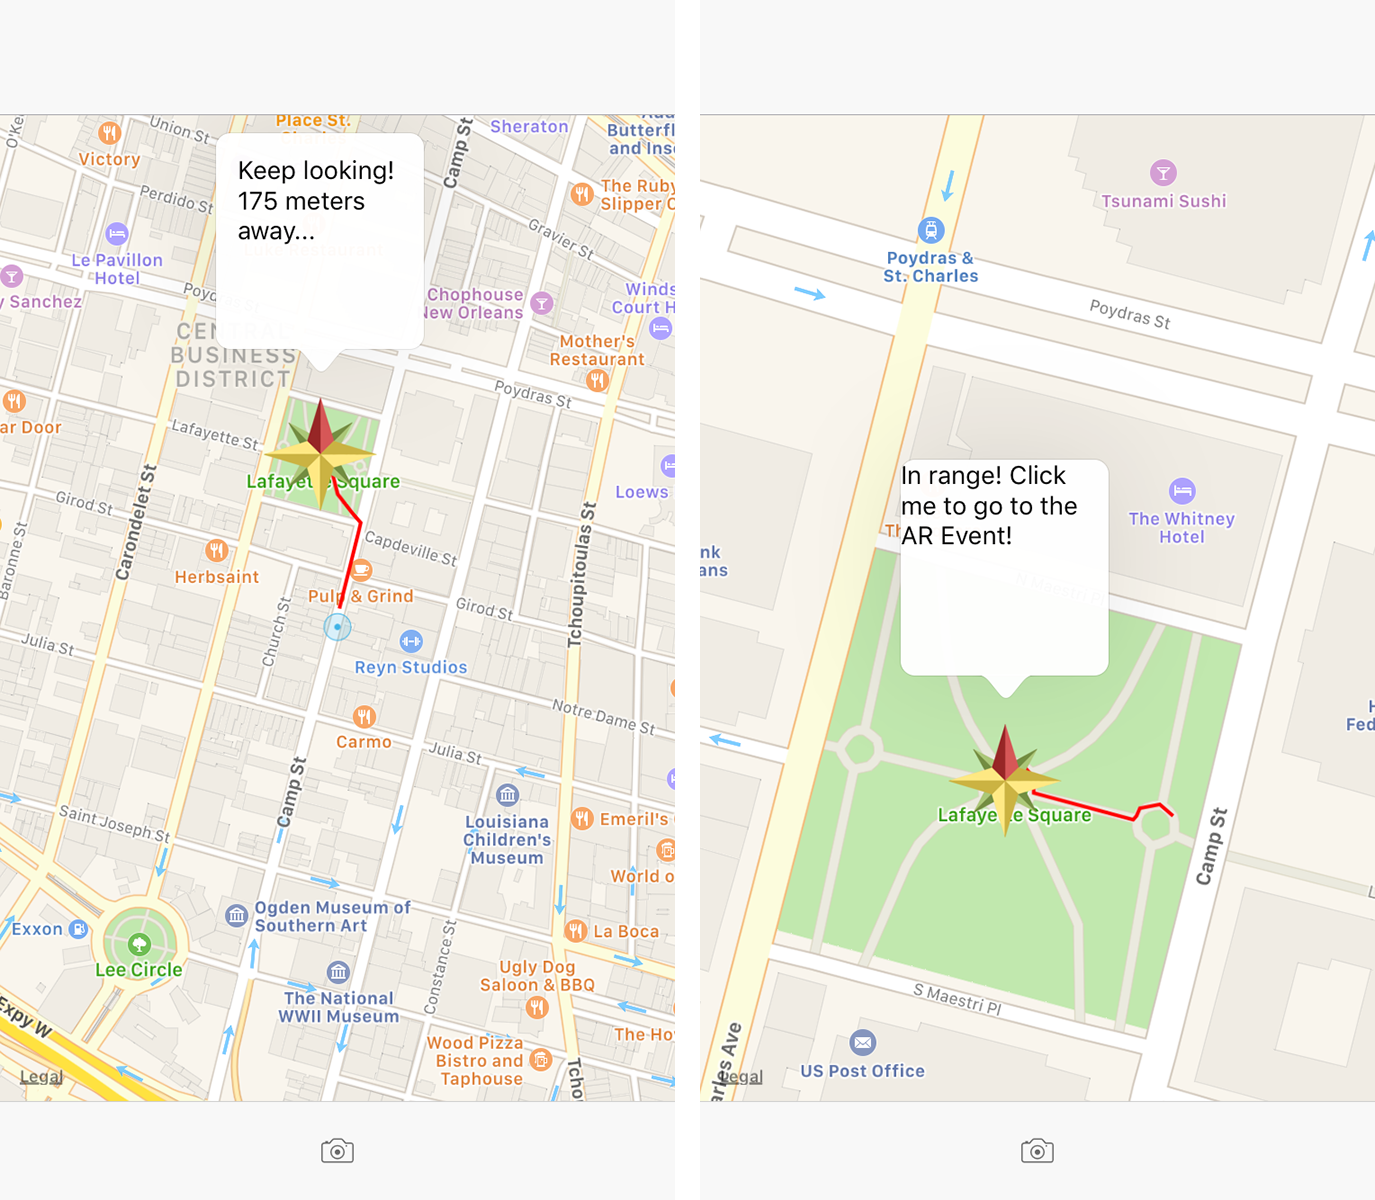 Place St.
Union St
Sheraton
Butterfl
and Inse
Victory
Camp St
Keep looking!
175 meters
away...
Perdido St
The Ruby
Slipper C
Gravier St
Le Pavillon
Hotel
y Sanchez
Chophouse
New Orleans
Winds
Court H
CENTRAL
BUSINESS
DISTRICT
Mother's
Restaurant
Poydras St
ar Door
Lafayette St
Carondelet St
Lafayette Square
Loews
Girod St
Capdeville St
Baronne St
Herbsaint
Pulp & Grind
Church St
Girod St
Tchoupitoulas St
Julia St
Reyn Studios
Notre Dame St
Carmo
Julia St
Camp St
Saint Joseph St
Louisiana
Children's
Museum
Emeril's
World o
Ogden Museum of
Southern Art
Exxon
Lee Circle
La Boca
Constance St
Ugly Dog
Saloon & BBQ
The National
WWII Museum
Expy W
The Ho
Wood Pizza
Bistro and
Taphouse
Tcho
Legal
Tsunami Sushi
Poydras &
St. Charles
Poydras St
In range! Click
me to go to the
AR Event!
The Whitney
Hotel
nk
ans
N Maestri Pl
H
Fed
Lafayette Square
Camp St
S Maestri Pl
US Post Office
arles Ave
Legal